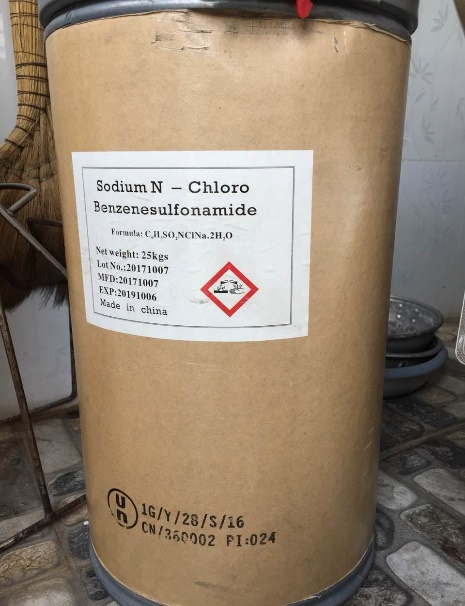 Sodium N – Chloro
Benzenesulfonamide
Formula: C₆H₅SO₂NClNa.2H₂O
Net weight: 25kgs
Lot No.:20171007
MFD:20171007
EXP:20191006
Made in china
un
1G/Y/28/S/16
CN/360002 PI:024